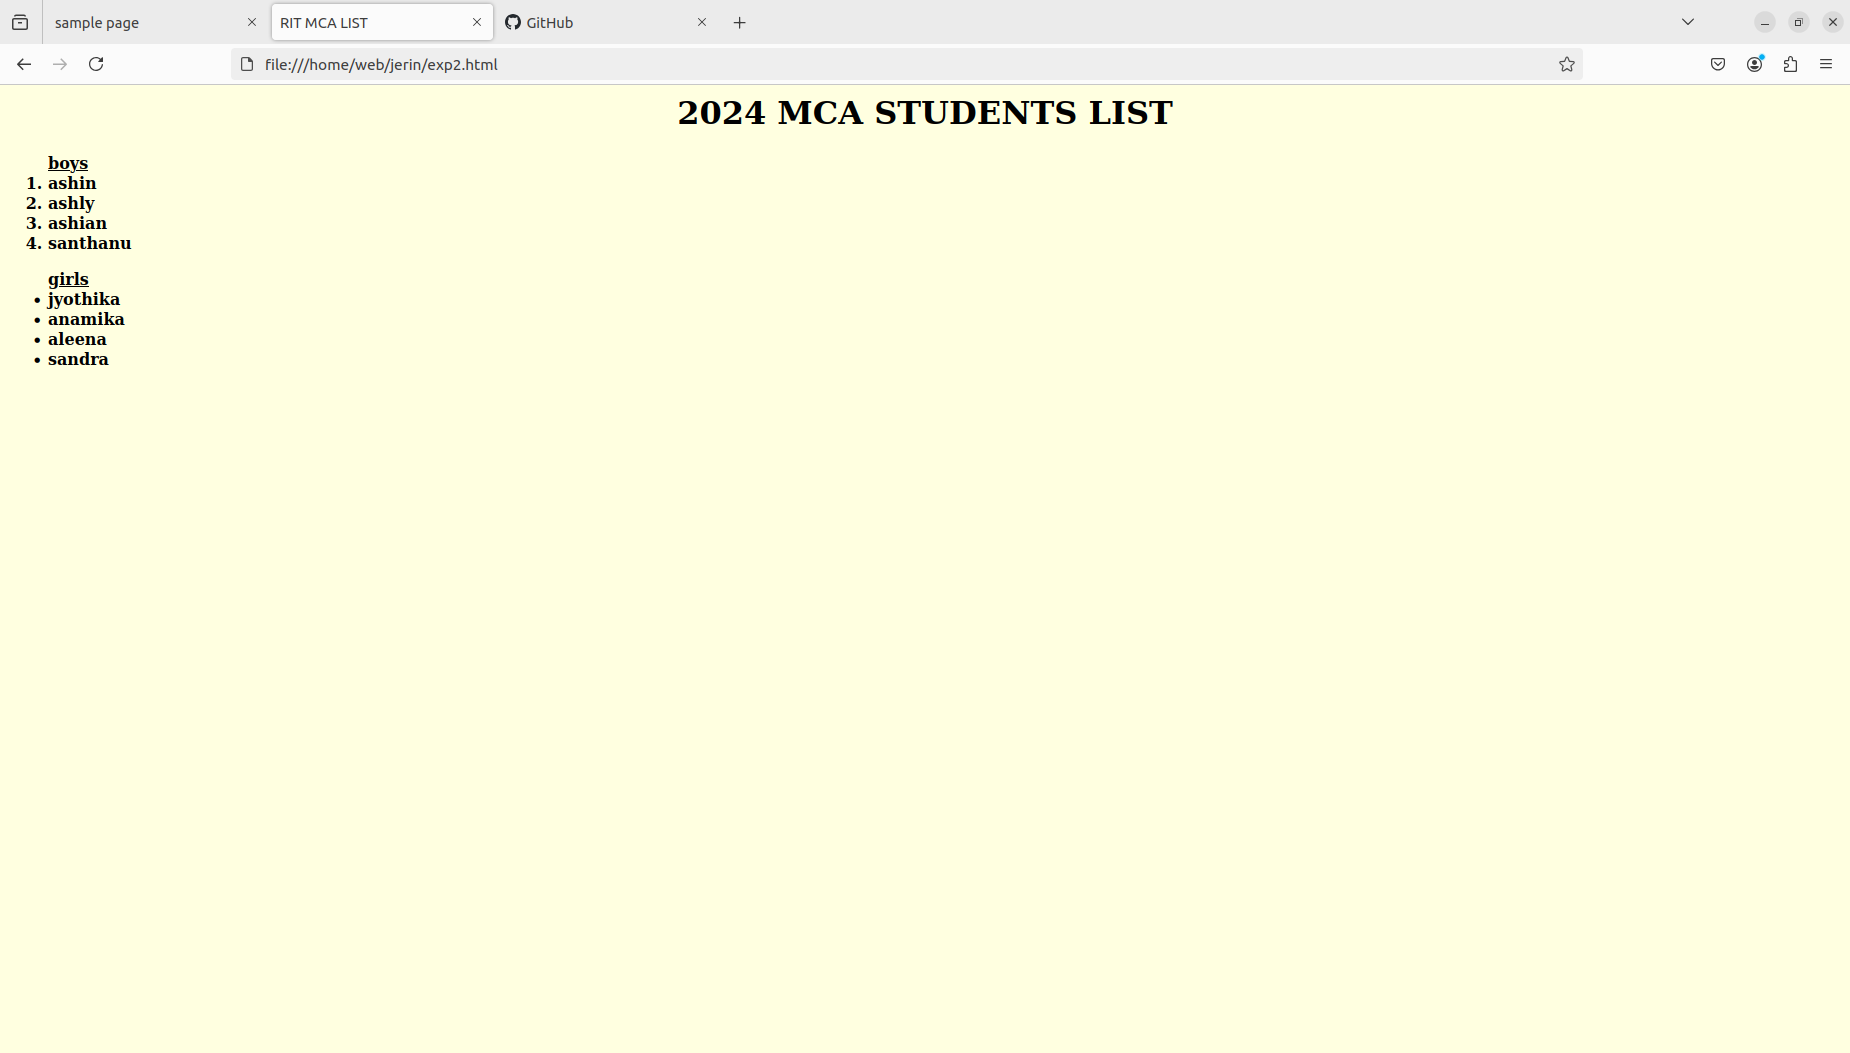 sample page
RIT MCA LIST
GitHub
file:///home/web/jerin/exp2.html
2024 MCA STUDENTS LIST
boys
1. ashin
2. ashly
3. ashian
4. santhanu
girls
• jyothika
• anamika
• aleena
• sandra